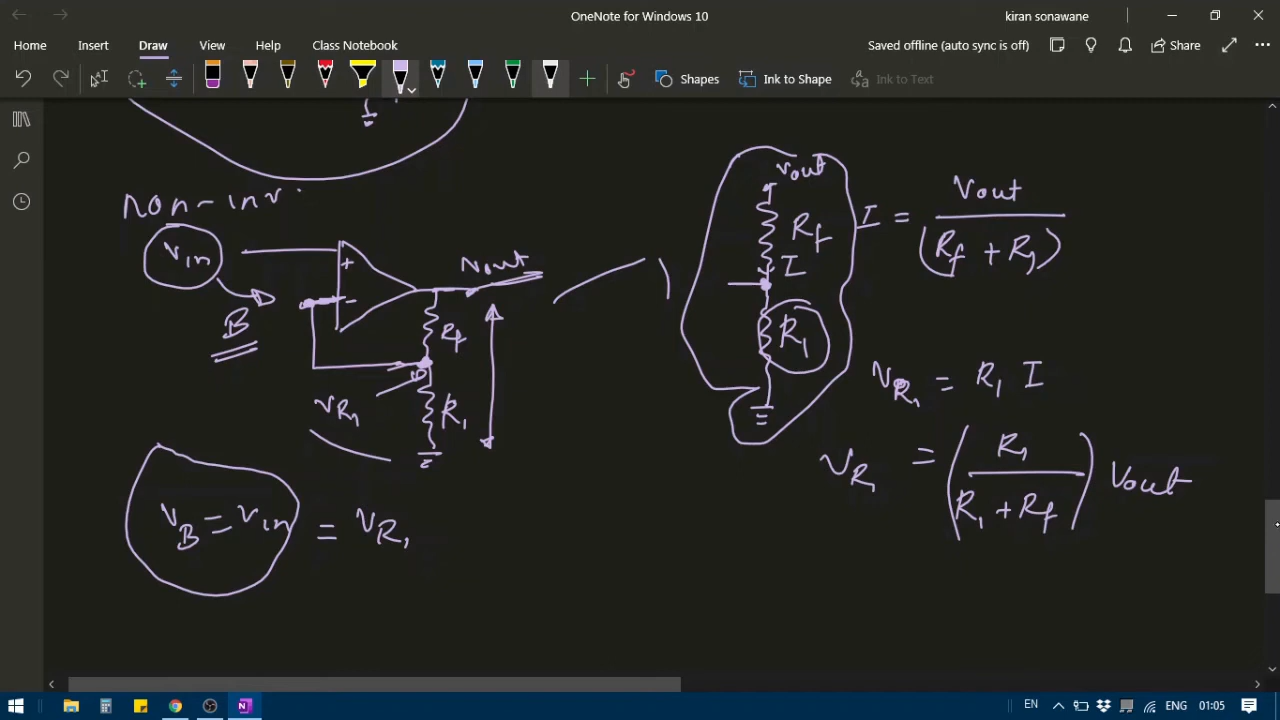 OneNote for Windows 10
kiran sonawane
Home Insert Draw View Help Class Notebook
Saved offline (auto sync is off)
Share
Shapes Ink to Shape Ink to Text
non-inv
Vin
+
-
Vout
B
Rf
VR1
R1
VB = Vin = VR1
Vout
Rf
I
R1
I = Vout / (Rf + R1)
VR1 = R1 I
VR1 = (R1 / R1 + Rf) Vout
EN
ENG 01:05